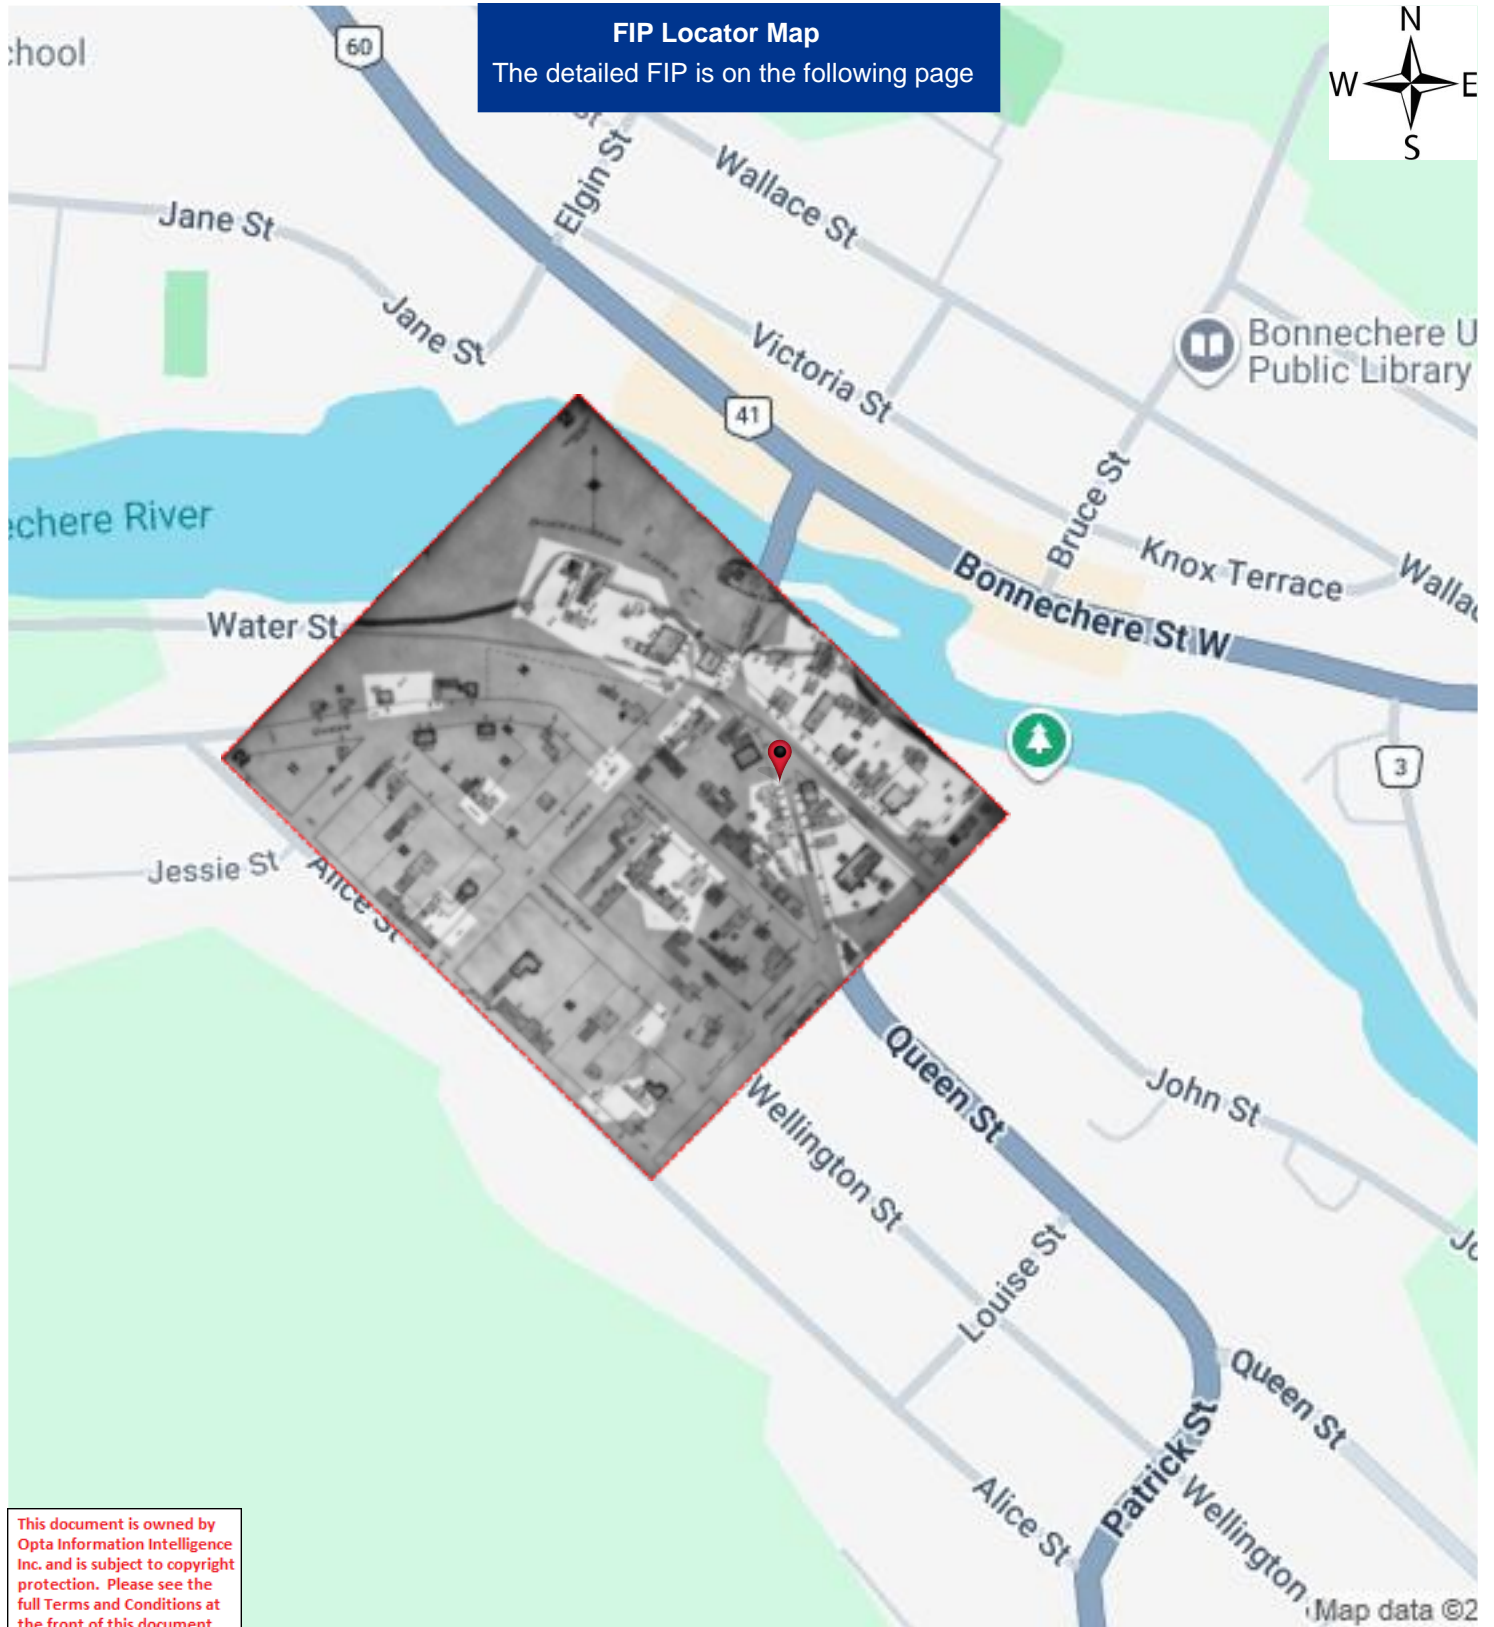 FIP Locator Map
The detailed FIP is on the following page
N
W E
S
chool
60
St
Elgin St
Wallace St
Jane St
Jane St
Victoria St
Bonnechere U
Public Library
41
Bruce St
echere River
Knox Terrace
Wallac
Bonnechere St W
Water St
3
Jessie St
Alice St
Queen St
John St
Wellington St
Jo
Louise St
Queen St
Patrick St
Alice St
Wellington
This document is owned by
Opta Information Intelligence
Inc. and is subject to copyright
protection. Please see the
full Terms and Conditions at
the front of this document
Map data ©2